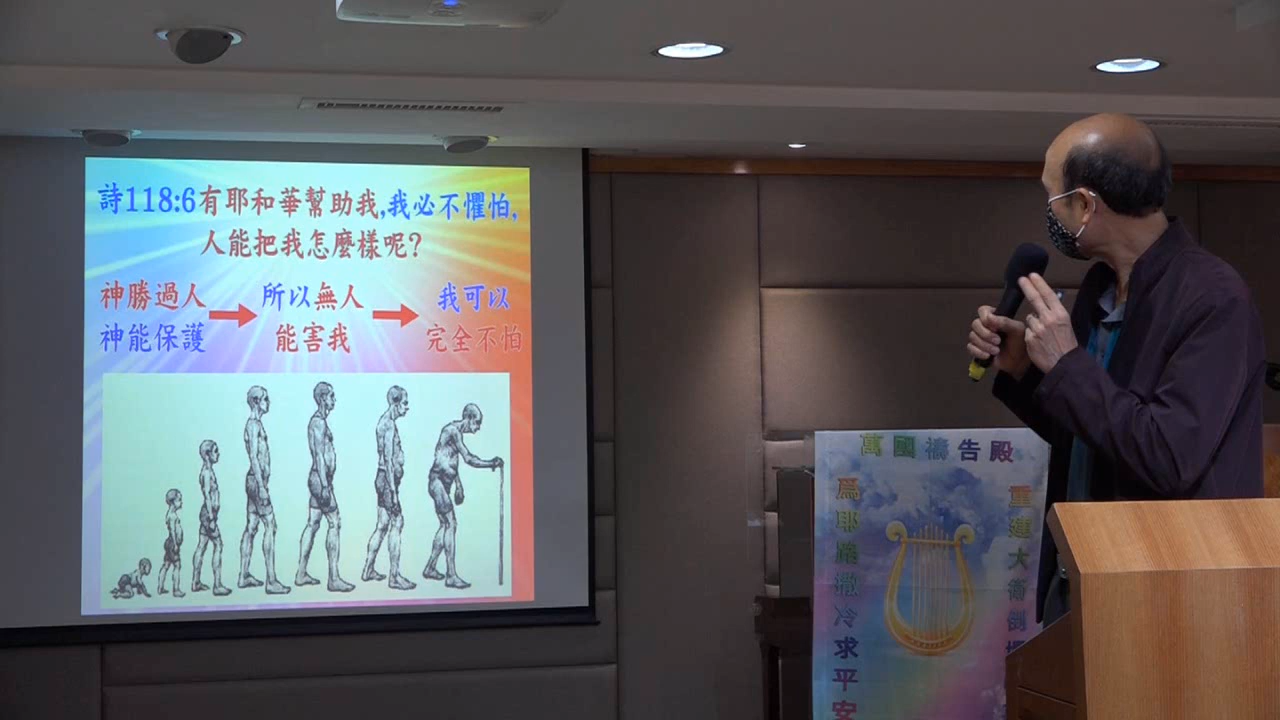 詩118:6有耶和華幫助我,我必不懼怕,
人能把我怎麼樣呢?
神勝過人
神能保護
所以無人
能害我
我可以
完全不怕
萬國禱告殿
為耶路撒冷求平安
重建大衛倒